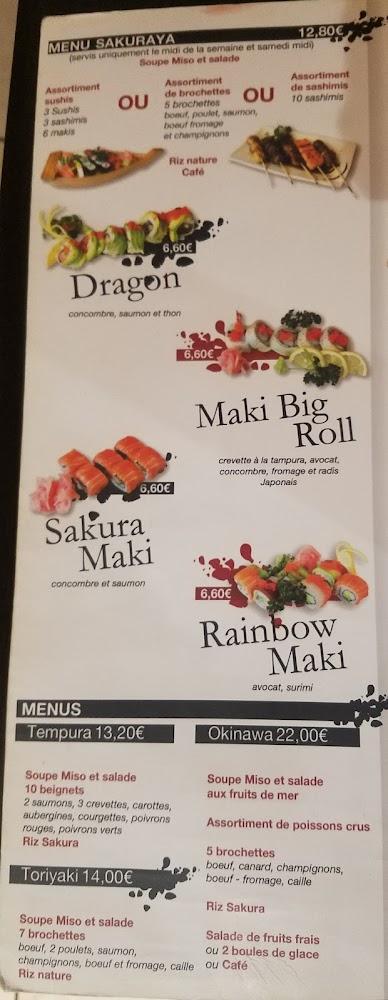 MENU SAKURAYA 12,80€
(servis uniquement le midi de la semaine et samedi midi)
Soupe Miso et salade
Assortiment
sushis
3 Sushis
3 sashimis
6 makis
OU
Assortiment
de brochettes
5 brochettes
boeuf, poulet, saumon,
boeuf fromage
et champignons
OU
Assortiment
de sashimis
10 sashimis
Riz nature
Café
6,60€
Dragon
concombre, saumon et thon
6,60€
Maki Big
Roll
crevette à la tampura, avocat,
concombre, fromage et radis
Japonais
6,60€
Sakura
Maki
concombre et saumon
6,60€
Rainbow
Maki
avocat, surimi
MENUS
Tempura 13,20€
Soupe Miso et salade
10 beignets
2 saumons, 3 crevettes, carottes,
aubergines, courgettes, poivrons
rouges, poivrons verts
Riz Sakura
Toriyaki 14,00€
Soupe Miso et salade
7 brochettes
boeuf, 2 poulets, saumon,
champignons, boeuf et fromage, caille
Riz nature
Okinawa 22,00€
Soupe Miso et salade
aux fruits de mer
Assortiment de poissons crus
5 brochettes
boeuf, canard, champignons,
boeuf - fromage, caille
Riz Sakura
Salade de fruits frais
ou 2 boules de glace
ou Café